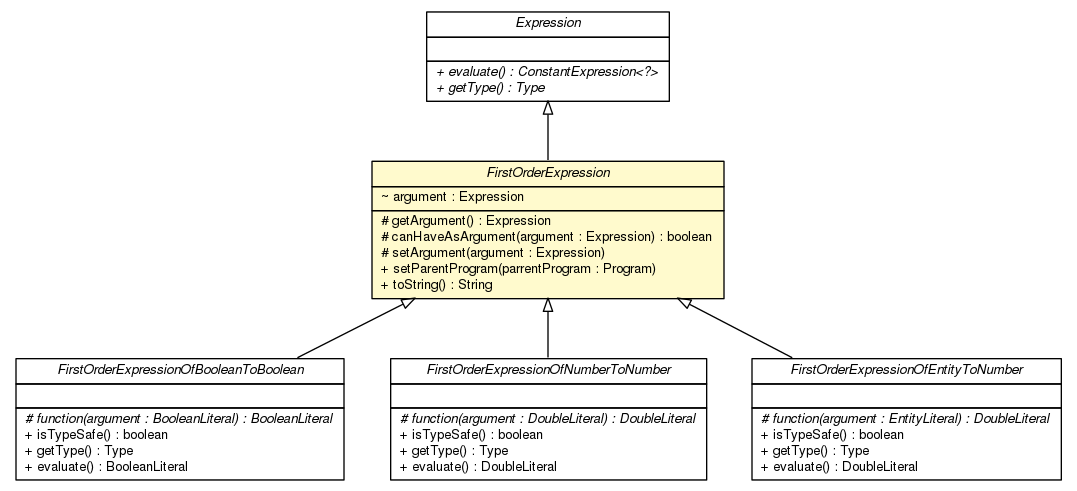 Expression
+ evaluate() : ConstantExpression<?>
+ getType() : Type
FirstOrderExpression
~ argument : Expression
# getArgument() : Expression
# canHaveAsArgument(argument : Expression) : boolean
# setArgument(argument : Expression)
+ setParentProgram(parrentProgram : Program)
+ toString() : String
FirstOrderExpressionOfBooleanToBoolean
# function(argument : BooleanLiteral) : BooleanLiteral
+ isTypeSafe() : boolean
+ getType() : Type
+ evaluate() : BooleanLiteral
FirstOrderExpressionOfNumberToNumber
# function(argument : DoubleLiteral) : DoubleLiteral
+ isTypeSafe() : boolean
+ getType() : Type
+ evaluate() : DoubleLiteral
FirstOrderExpressionOfEntityToNumber
# function(argument : EntityLiteral) : DoubleLiteral
+ isTypeSafe() : boolean
+ getType() : Type
+ evaluate() : DoubleLiteral